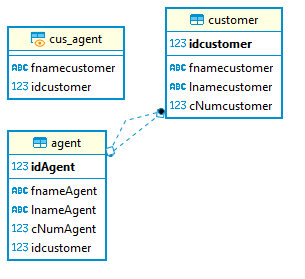 cus_agent
ABC fnamecustomer
123 idcustomer
customer
123 idcustomer
ABC fnamecustomer
ABC lnamecustomer
123 cNumcustomer
agent
123 idAgent
ABC fnameAgent
ABC lnameAgent
123 cNumAgent
123 idcustomer